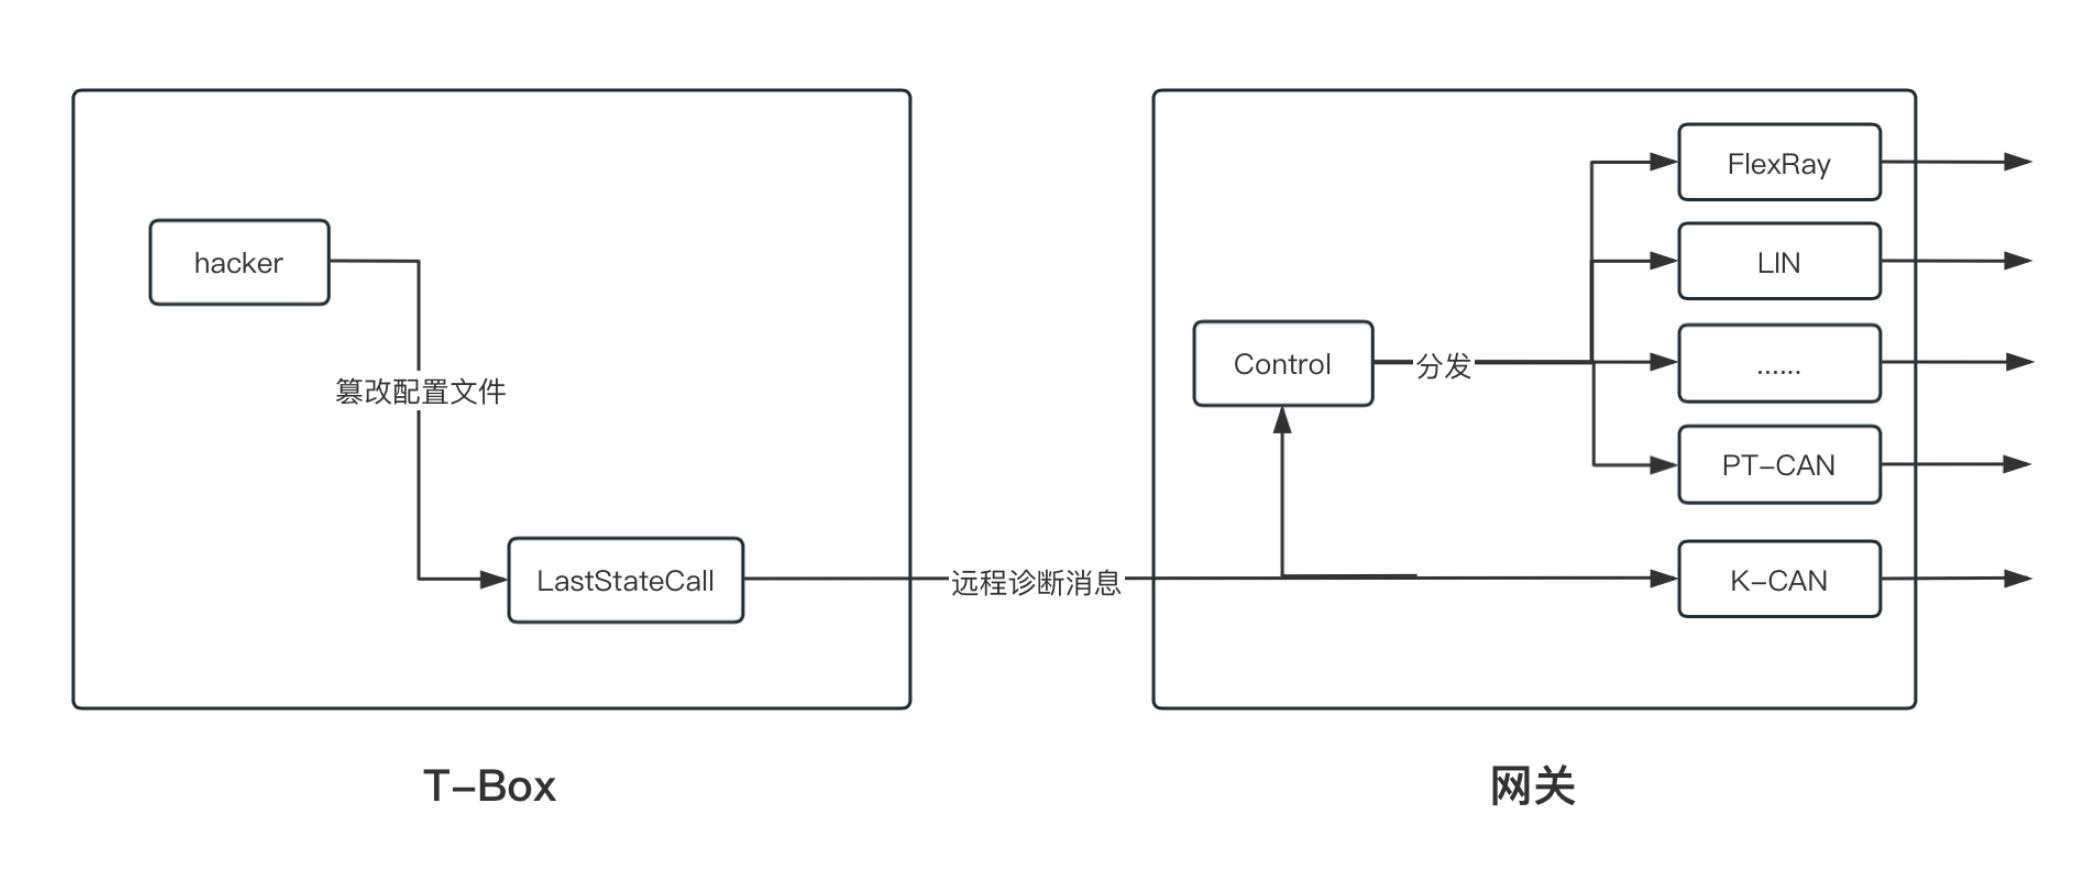 hacker
篡改配置文件
LastStateCall
T-Box
远程诊断消息
Control
分发
FlexRay
LIN
......
PT-CAN
K-CAN
网关